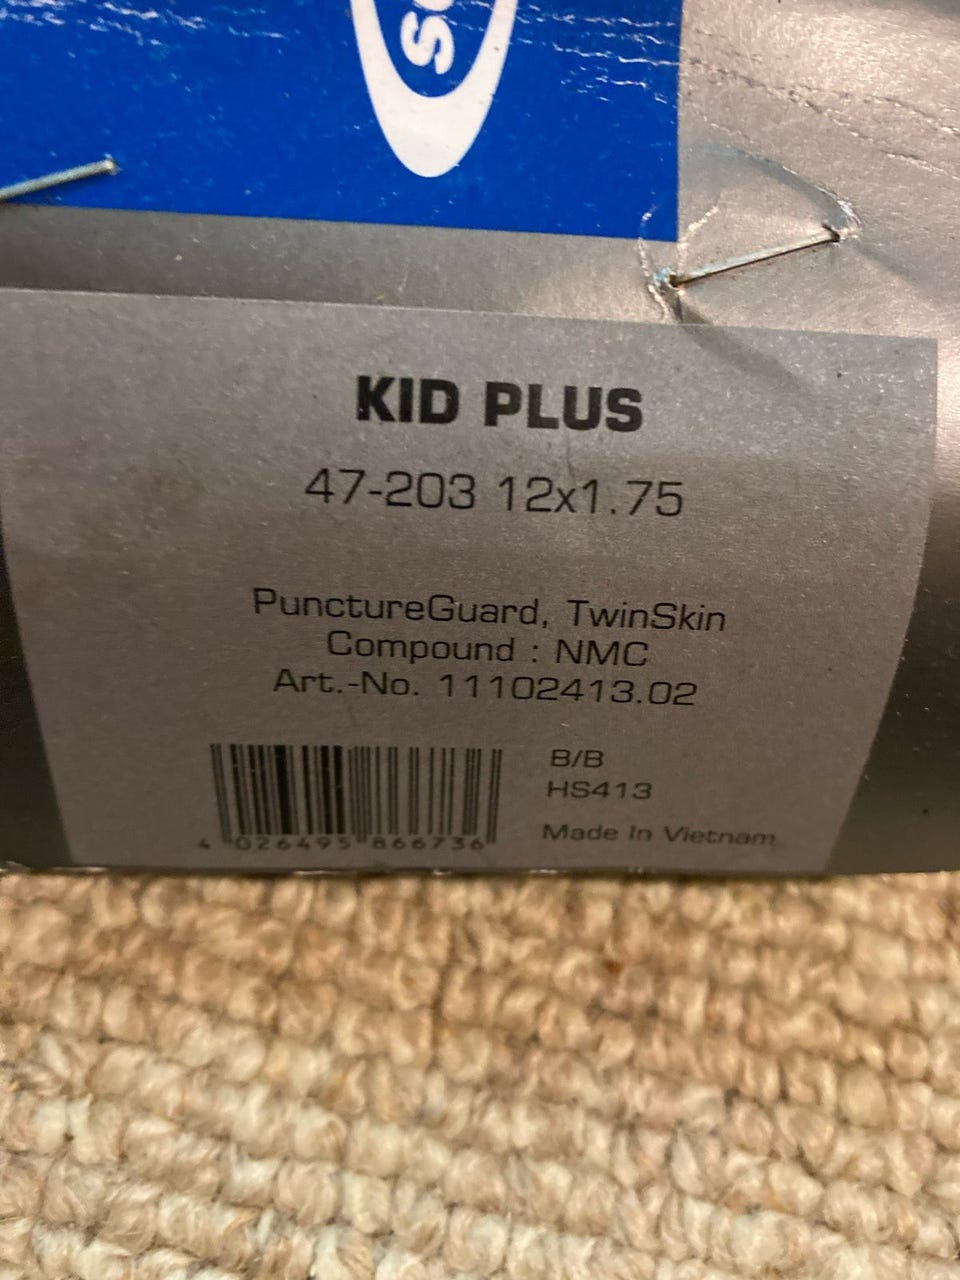 KID PLUS
47-203 12x1.75
PunctureGuard, TwinSkin
Compound : NMC
Art.-No. 11102413.02
B/B
HS413
Made In Vietnam
4 026495 866736